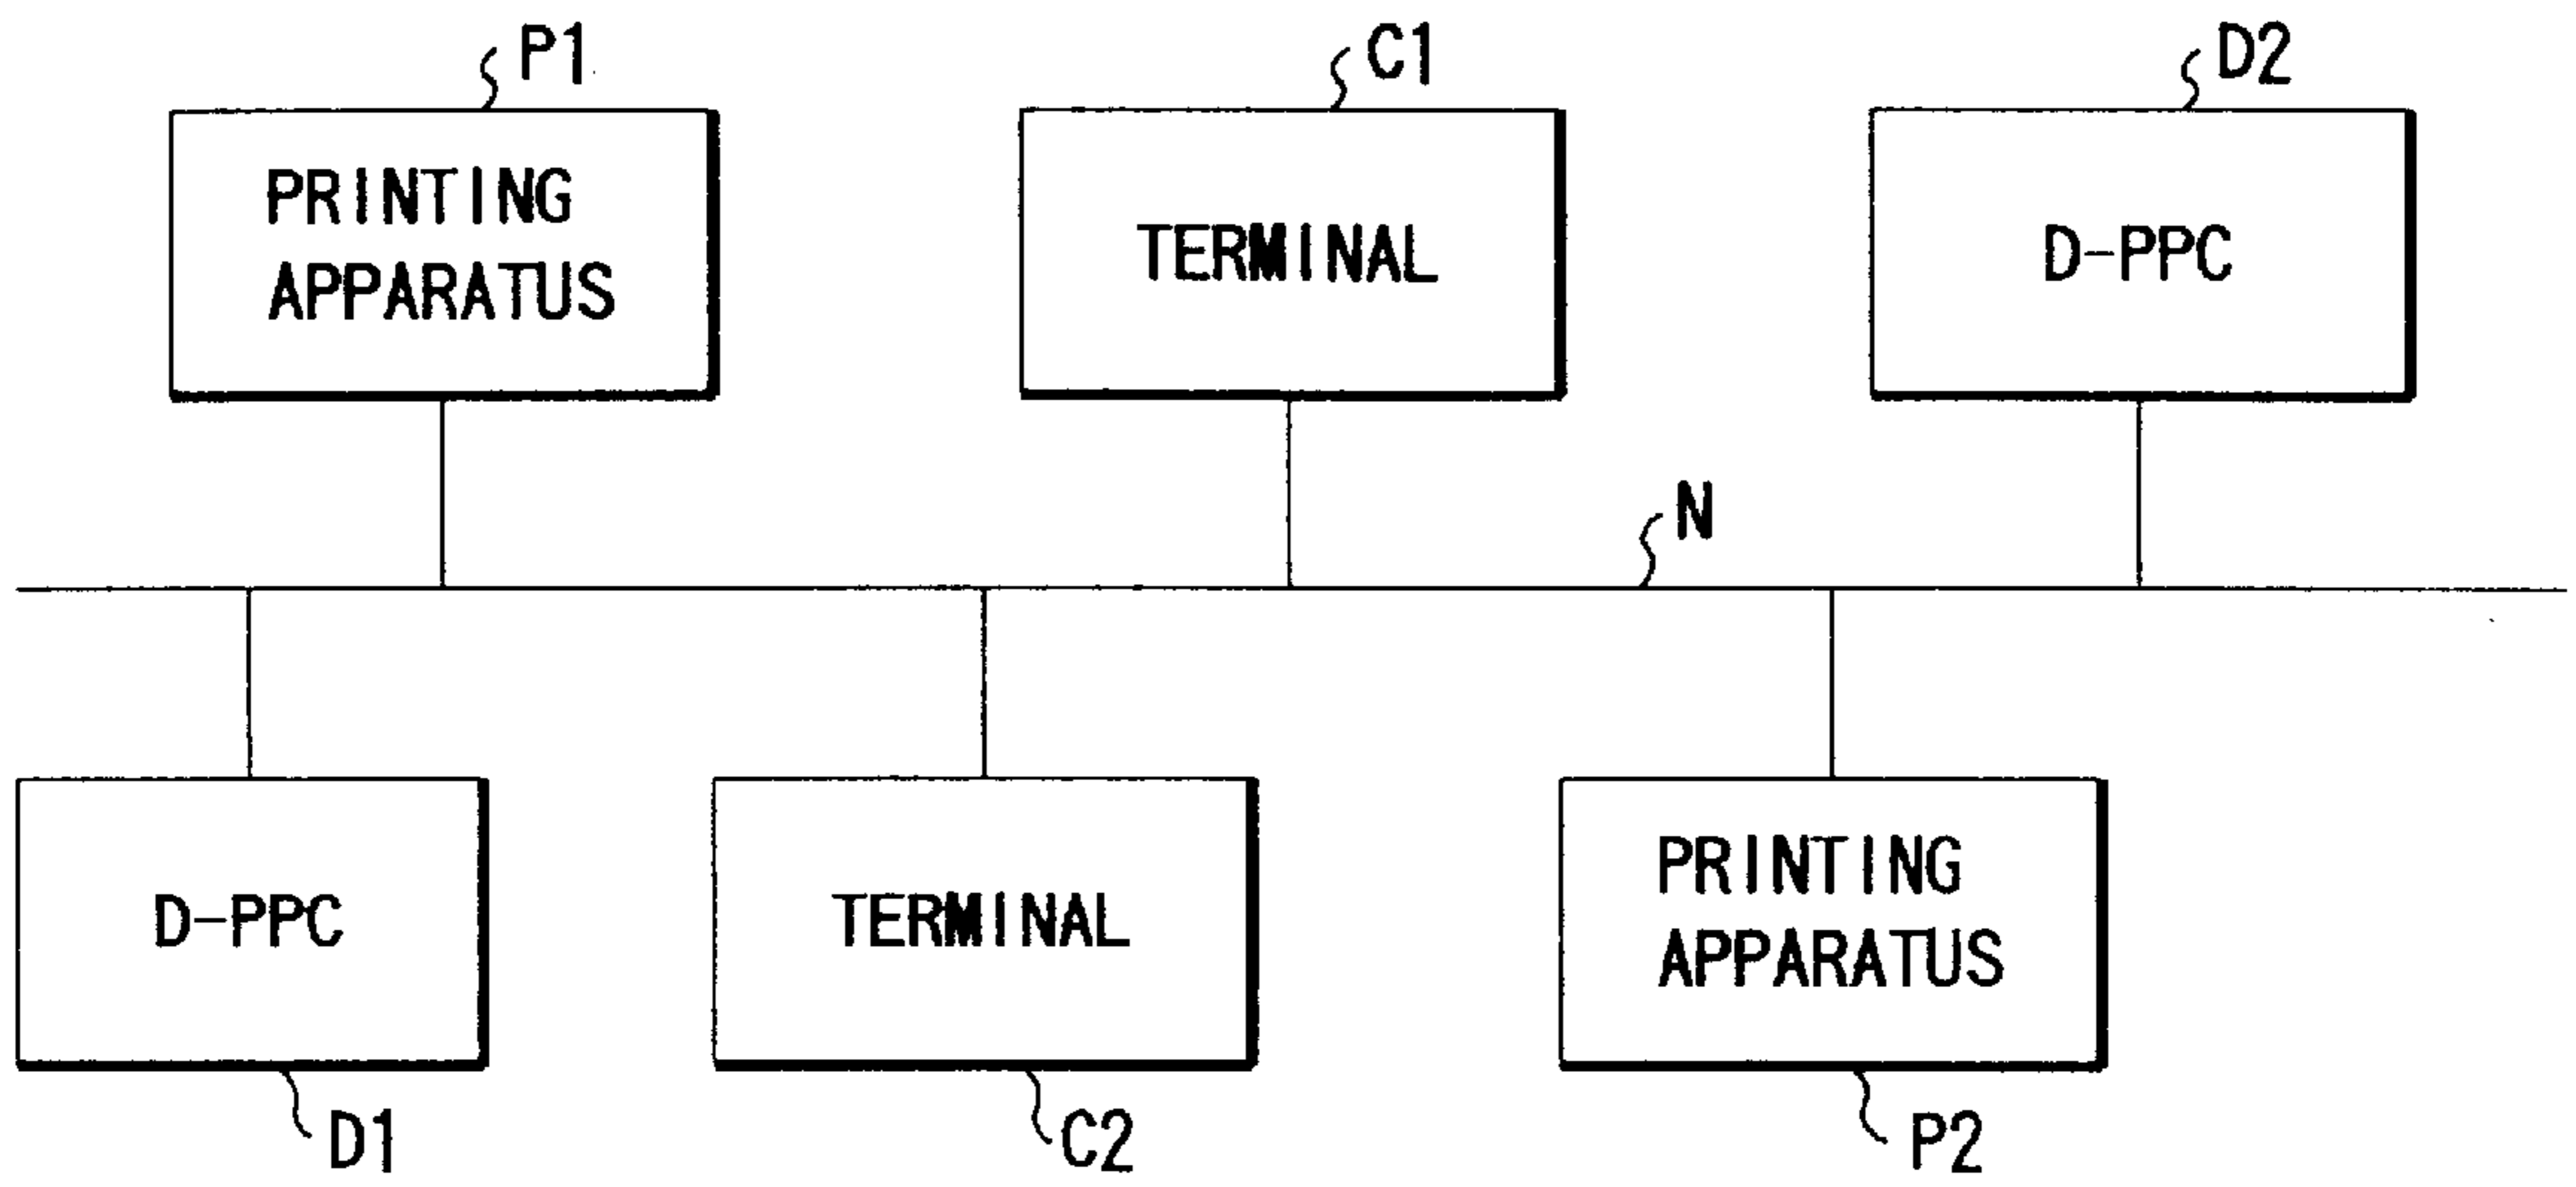 P1
C1
D2
PRINTING
APPARATUS
TERMINAL
D-PPC
N
D-PPC
TERMINAL
PRINTING
APPARATUS
D1
C2
P2